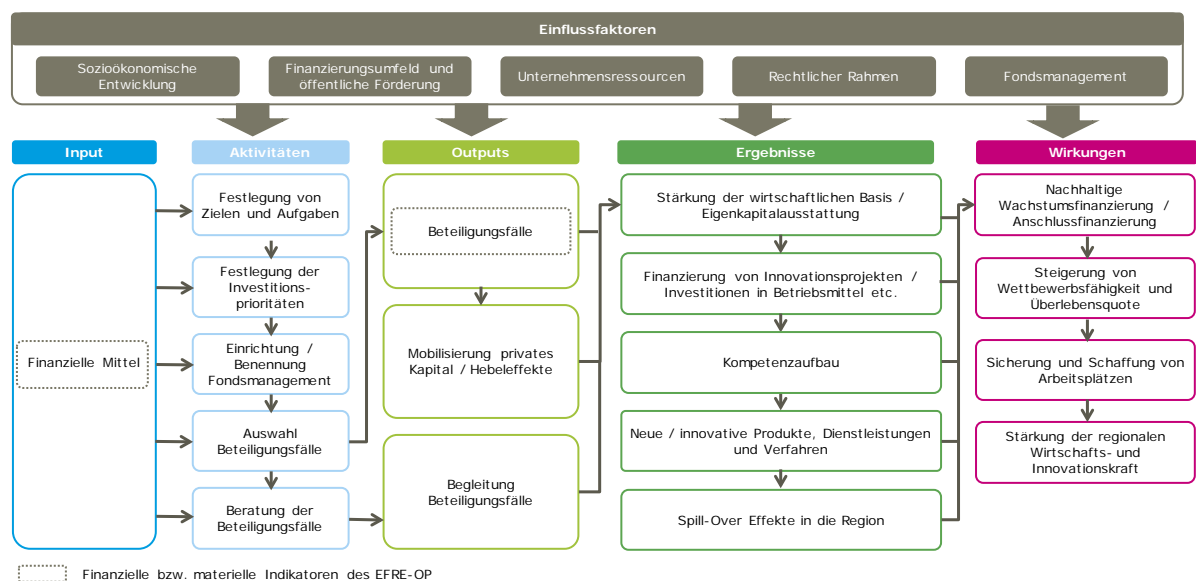 Einflussfaktoren
Sozioökonomische
Entwicklung
Finanzierungsumfeld und
öffentliche Förderung
Unternehmensressourcen
Rechtlicher Rahmen
Fondsmanagement
Input
Finanzielle Mittel
Aktivitäten
Festlegung von
Zielen und Aufgaben
Festlegung der
Investitions-
prioritäten
Einrichtung /
Benennung
Fondsmanagement
Auswahl
Beteiligungsfälle
Beratung der
Beteiligungsfälle
Outputs
Beteiligungsfälle
Mobilisierung privates
Kapital / Hebeleffekte
Begleitung
Beteiligungsfälle
Ergebnisse
Stärkung der wirtschaftlichen Basis /
Eigenkapitalausstattung
Finanzierung von Innovationsprojekten /
Investitionen in Betriebsmittel etc.
Kompetenzaufbau
Neue / innovative Produkte, Dienstleistungen
und Verfahren
Spill-Over Effekte in die Region
Wirkungen
Nachhaltige
Wachstumsfinanzierung /
Anschlussfinanzierung
Steigerung von
Wettbewerbsfähigkeit und
Überlebensquote
Sicherung und Schaffung von
Arbeitsplätzen
Stärkung der regionalen
Wirtschafts- und
Innovationskraft
Finanzielle bzw. materielle Indikatoren des EFRE-OP